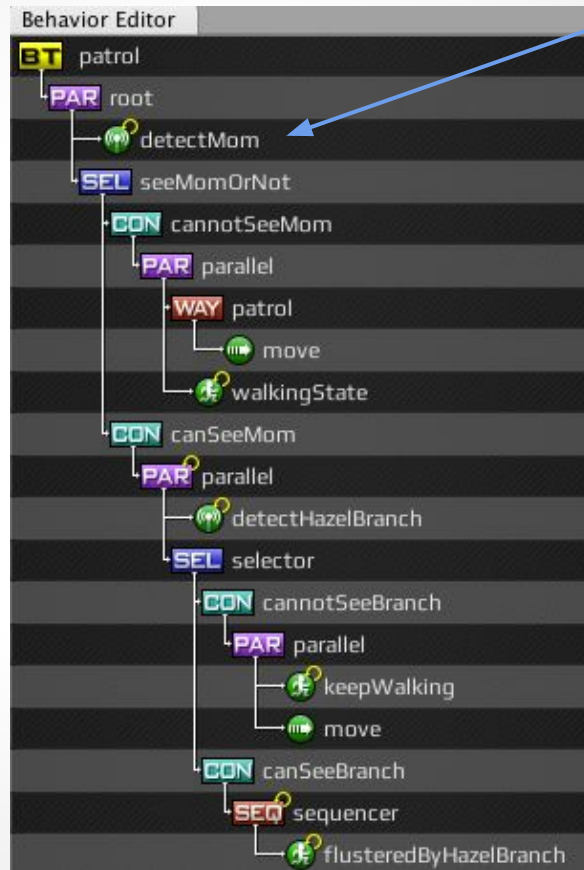 Behavior Editor
BT patrol
PAR root
detectMom
SEL seeMomOrNot
CON cannotSeeMom
PAR parallel
WAY patrol
move
walkingState
CON canSeeMom
PAR parallel
detectHazelBranch
SEL selector
CON cannotSeeBranch
PAR parallel
keepWalking
move
CON canSeeBranch
SEQ sequencer
flusteredByHazelBranch